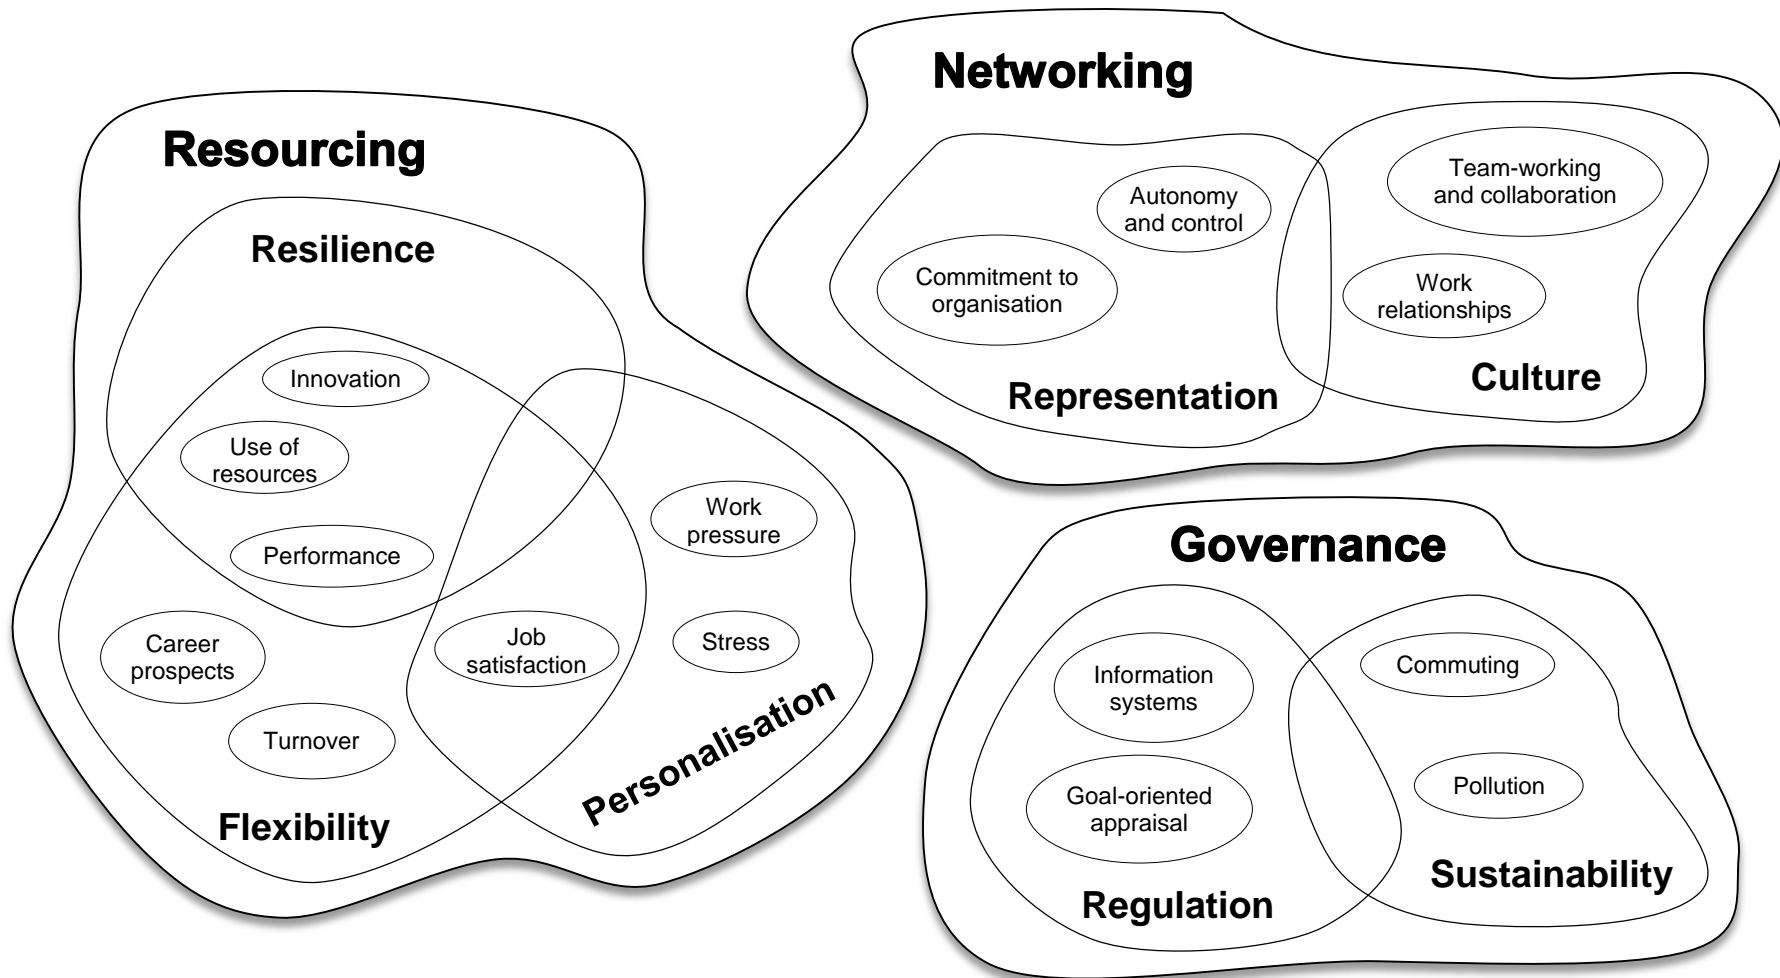 Resourcing
Resilience
Innovation
Use of
resources
Performance
Career
prospects
Turnover
Flexibility
Job
satisfaction
Work
pressure
Stress
Personalisation
Networking
Autonomy
and control
Commitment to
organisation
Representation
Team-working
and collaboration
Work
relationships
Culture
Governance
Information
systems
Goal-oriented
appraisal
Regulation
Commuting
Pollution
Sustainability